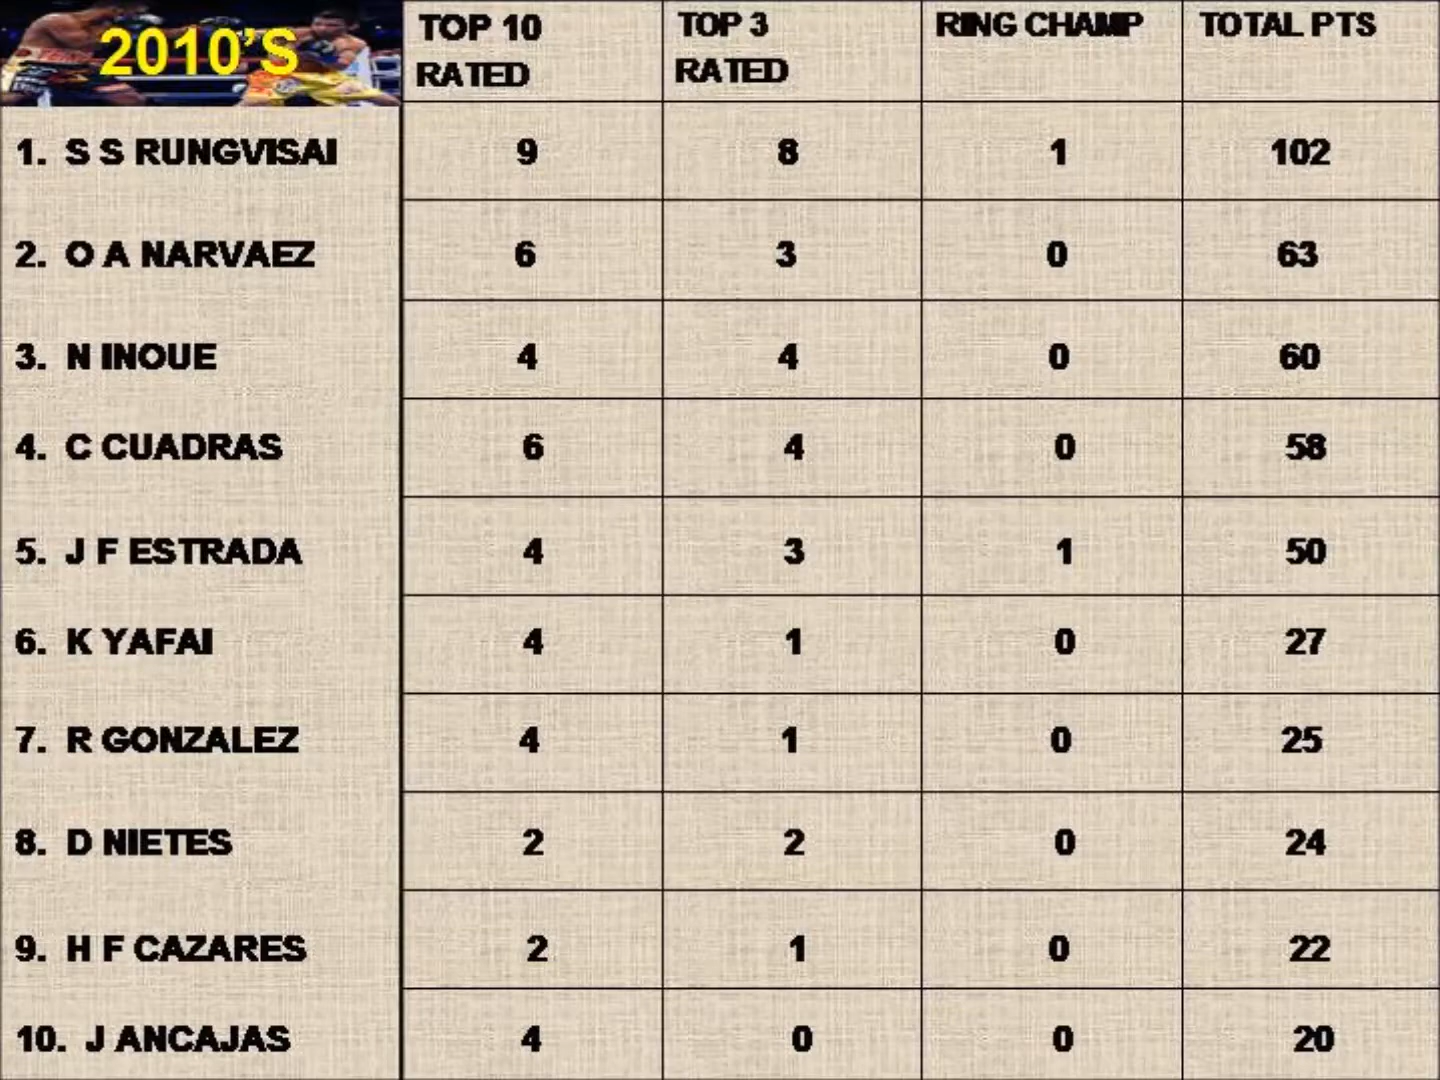 2010’S
TOP 10
RATED
TOP 3
RATED
RING CHAMP
TOTAL PTS
1. S S RUNGVISAI 9 8 1 102
2. O A NARVAEZ 6 3 0 63
3. N INOUE 4 4 0 60
4. C CUADRAS 6 4 0 58
5. J F ESTRADA 4 3 1 50
6. K YAFAI 4 1 0 27
7. R GONZALEZ 4 1 0 25
8. D NIETES 2 2 0 24
9. H F CAZARES 2 1 0 22
10. J ANCAJAS 4 0 0 20